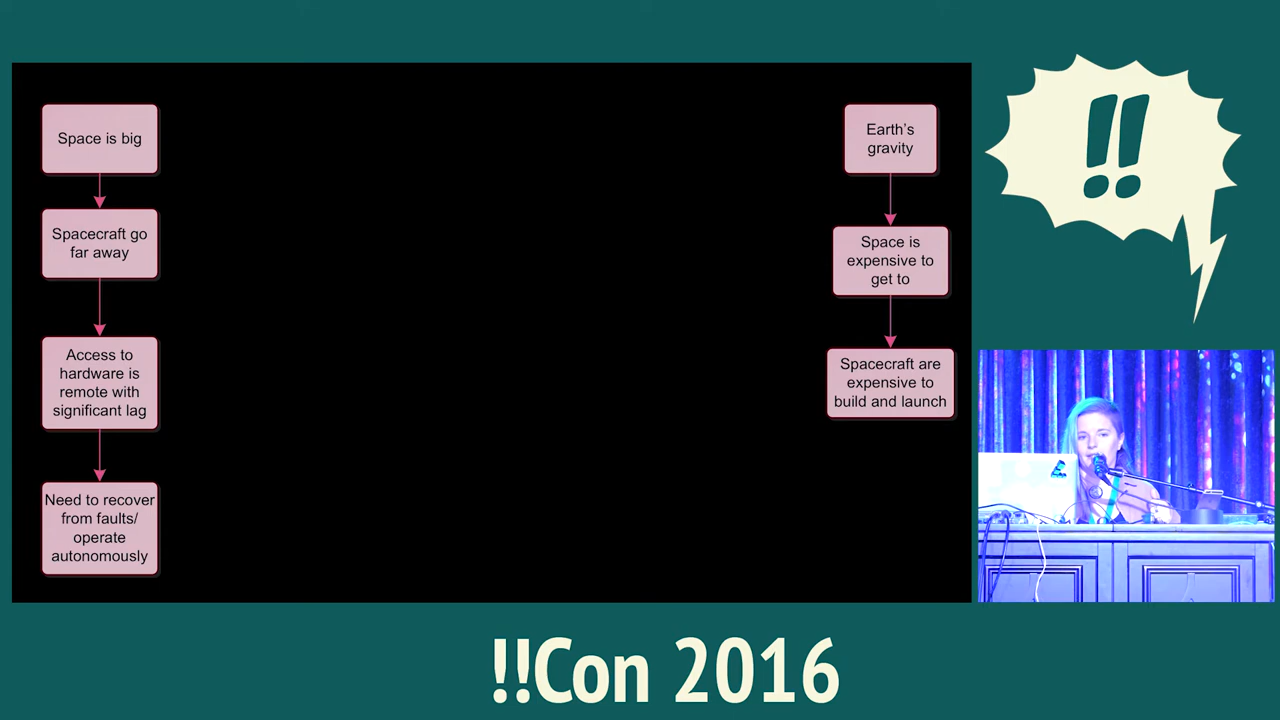 Space is big
Spacecraft go
far away
Access to
hardware is
remote with
significant lag
Need to recover
from faults/
operate
autonomously
Earth's
gravity
Space is
expensive to
get to
Spacecraft are
expensive to
build and launch
!!
!!Con 2016